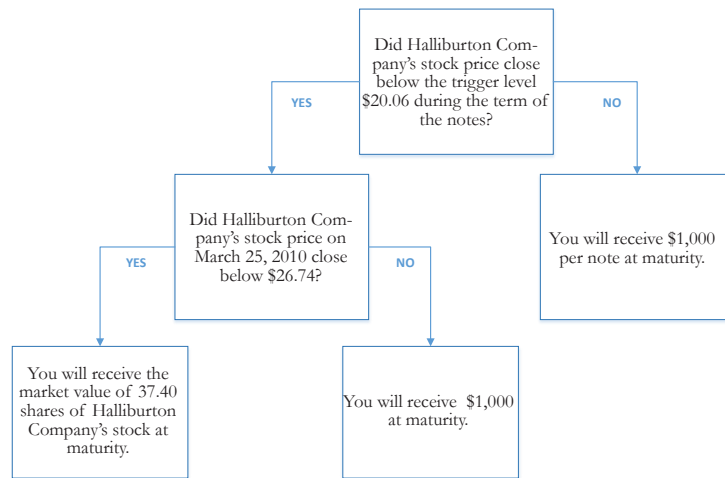 Did Halliburton Com-
pany's stock price close
below the trigger level
$20.06 during the term of
the notes?
YES
NO
Did Halliburton Com-
pany's stock price on
March 25, 2010 close
below $26.74?
You will receive $1,000
per note at maturity.
YES
NO
You will receive the
market value of 37.40
shares of Halliburton
Company's stock at
maturity.
You will receive $1,000
at maturity.